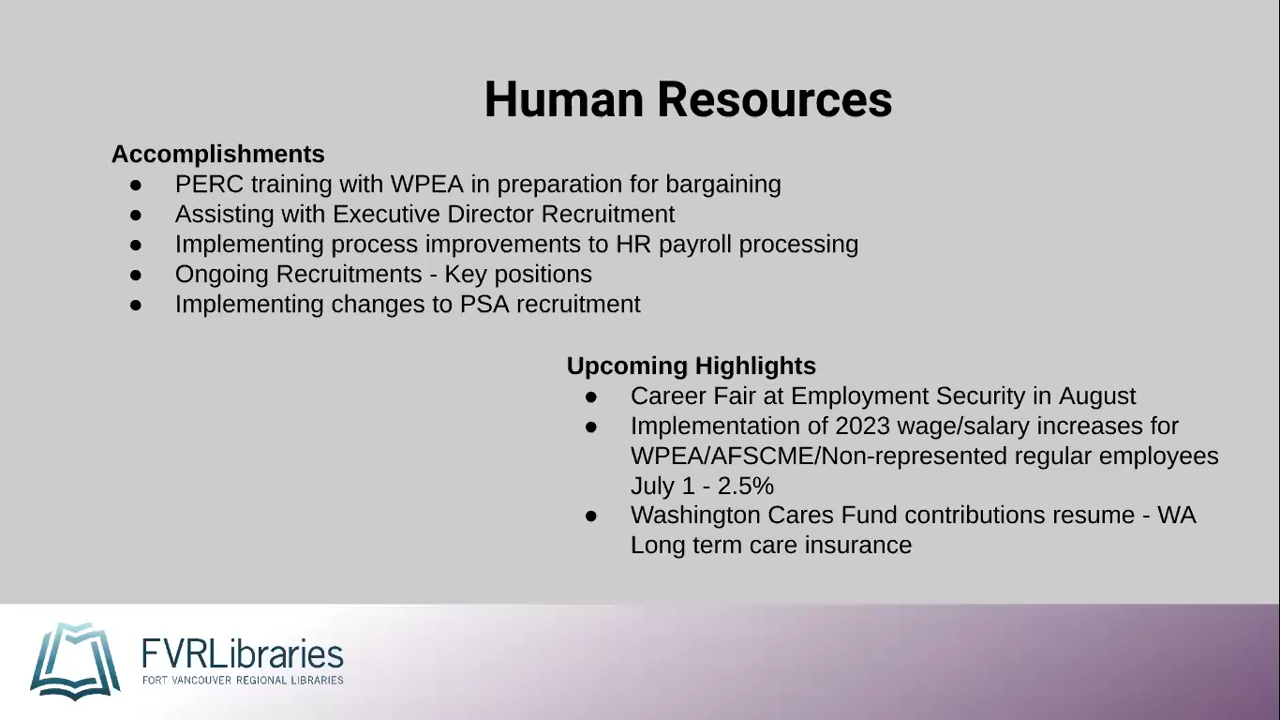 Human Resources
Accomplishments
● PERC training with WPEA in preparation for bargaining
● Assisting with Executive Director Recruitment
● Implementing process improvements to HR payroll processing
● Ongoing Recruitments - Key positions
● Implementing changes to PSA recruitment
Upcoming Highlights
● Career Fair at Employment Security in August
● Implementation of 2023 wage/salary increases for
WPEA/AFSCME/Non-represented regular employees
July 1 - 2.5%
● Washington Cares Fund contributions resume - WA
Long term care insurance
FVRLibraries
FORT VANCOUVER REGIONAL LIBRARIES